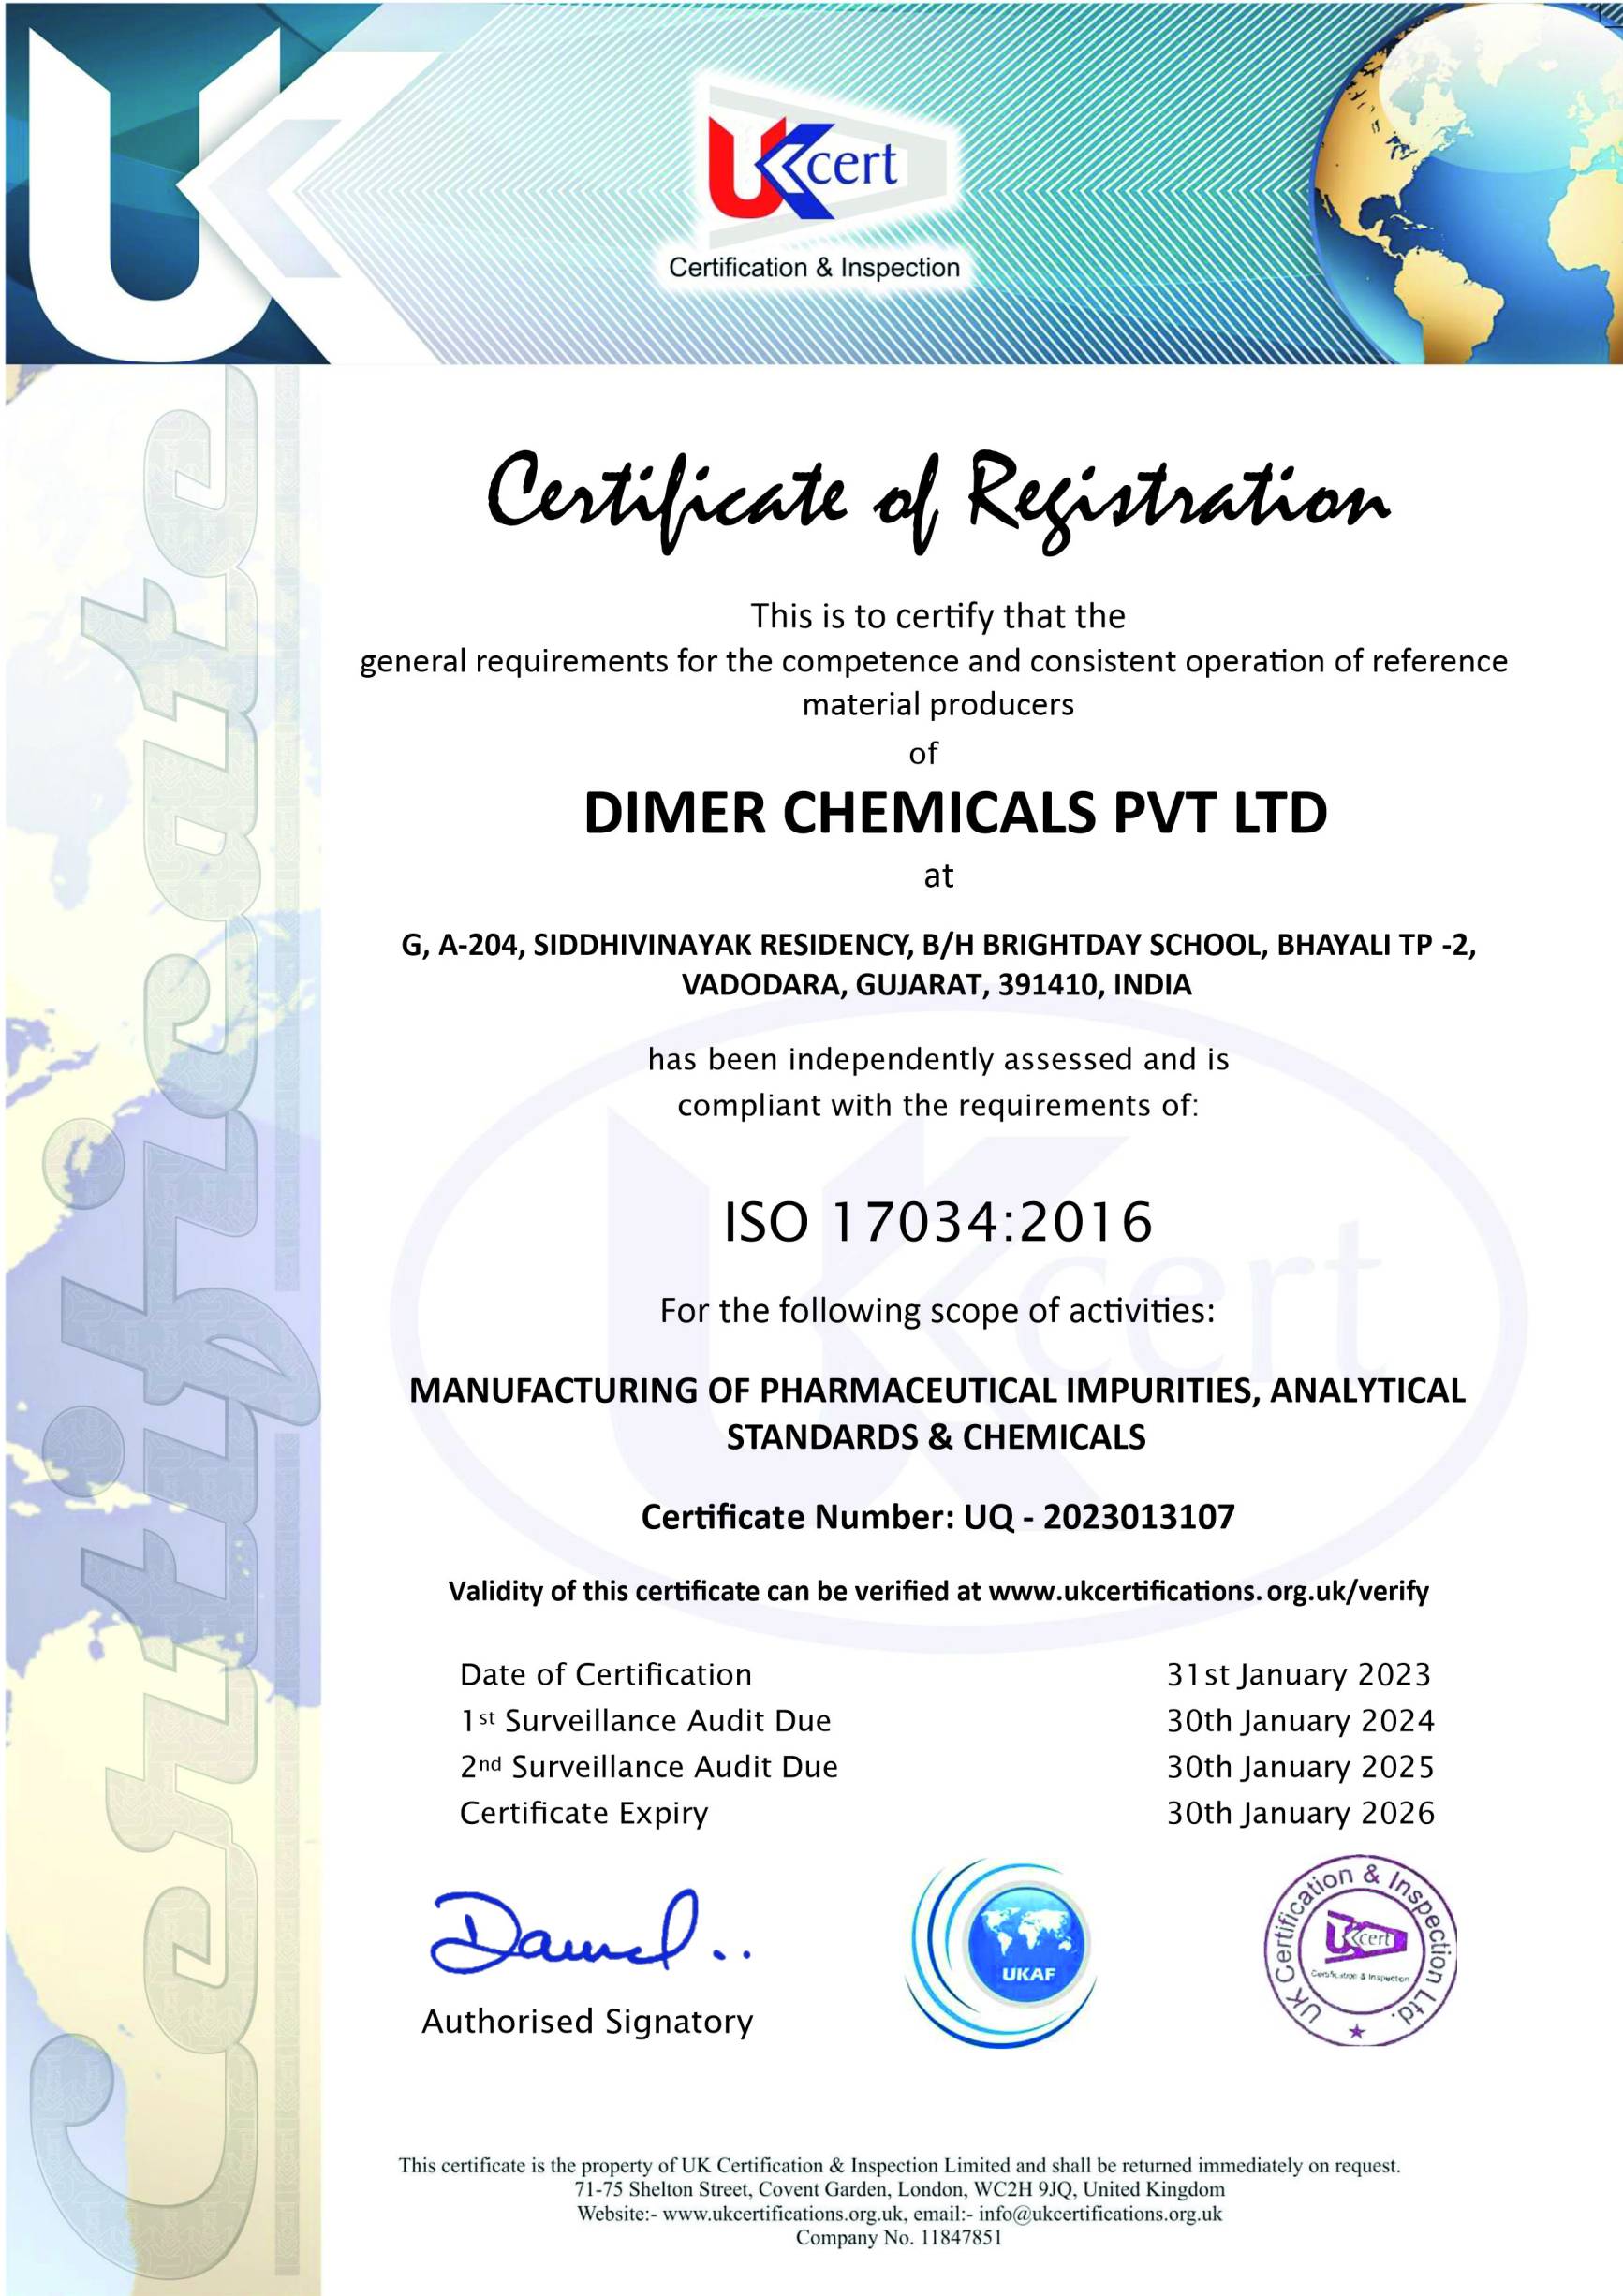 UK
UKcert
Certification & Inspection
Certificate
Certificate of Registration
This is to certify that the
general requirements for the competence and consistent operation of reference
material producers
of
DIMER CHEMICALS PVT LTD
at
G, A-204, SIDDHIVINAYAK RESIDENCY, B/H BRIGHTDAY SCHOOL, BHAYALI TP -2,
VADODARA, GUJARAT, 391410, INDIA
has been independently assessed and is
compliant with the requirements of:
UKcert
ISO 17034:2016
For the following scope of activities:
MANUFACTURING OF PHARMACEUTICAL IMPURITIES, ANALYTICAL
STANDARDS & CHEMICALS
Certificate Number: UQ - 2023013107
Validity of this certificate can be verified at www.ukcertifications.org.uk/verify
Date of Certification 31st January 2023
1st Surveillance Audit Due 30th January 2024
2nd Surveillance Audit Due 30th January 2025
Certificate Expiry 30th January 2026
Authorised Signatory
UKAF
UK Certification & Inspection Ltd.
UKcert
Certification & Inspection
This certificate is the property of UK Certification & Inspection Limited and shall be returned immediately on request.
71-75 Shelton Street, Covent Garden, London, WC2H 9JQ, United Kingdom
Website:- www.ukcertifications.org.uk, email:- info@ukcertifications.org.uk
Company No. 11847851